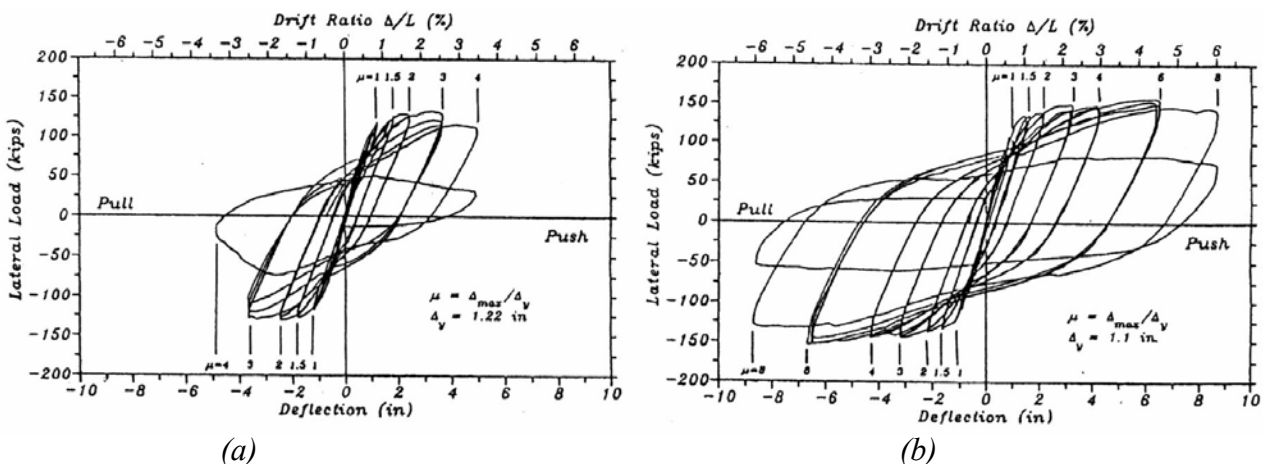 Drift Ratio Δ/L (%)
-6 -5 -4 -3 -2 -1 0 1 2 3 4 5 6
200
150
100
50
0
-50
-100
-150
-200
Lateral Load (kips)
μ=1 1.5 2 3 4
Pull
Push
μ = Δmax/Δy
Δy = 1.22 in
μ=4 3 2 1.5 1
-10 -8 -6 -4 -2 0 2 4 6 8 10
Deflection (in)
(a)
Drift Ratio Δ/L (%)
-6 -5 -4 -3 -2 -1 0 1 2 3 4 5 6
200
150
100
50
0
-50
-100
-150
-200
Lateral Load (kips)
μ=1 1.5 2 3 4 6 8
Pull
Push
μ = Δmax/Δy
Δy = 1.1 in
μ=8 6 4 3 2 1.5 1
-10 -8 -6 -4 -2 0 2 4 6 8 10
Deflection (in)
(b)